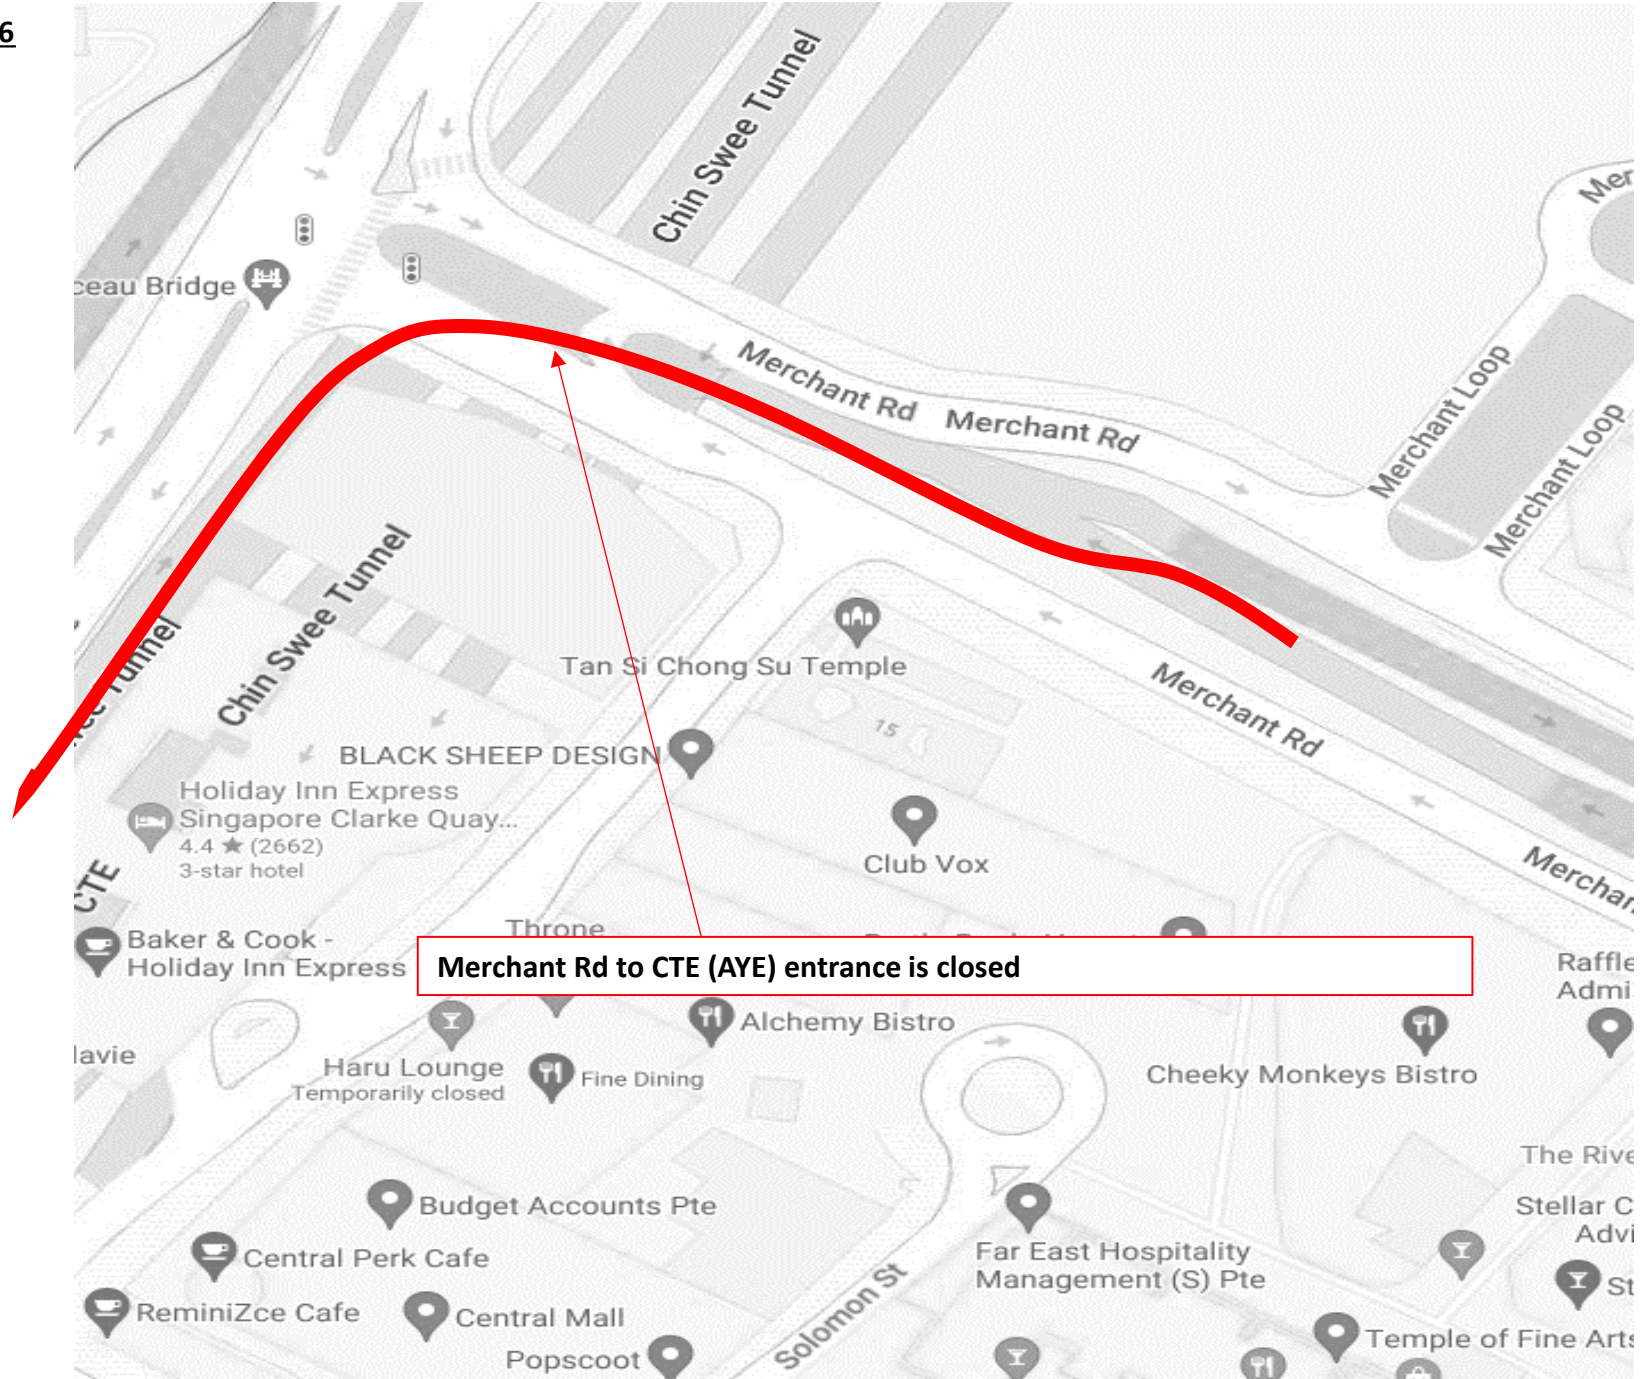 6
Chin Swee Tunnel
Mer
ceau Bridge
Merchant Rd
Merchant Rd
Merchant Loop
Merchant Loop
Chin Swee Tunnel
Tunnel
Tan Si Chong Su Temple
Merchant Rd
15
BLACK SHEEP DESIGN
Holiday Inn Express
Singapore Clarke Quay...
4.4 ★ (2662)
3-star hotel
Club Vox
CTE
Merchan
Throne
Baker & Cook -
Holiday Inn Express
Merchant Rd to CTE (AYE) entrance is closed
Raffle
Admi
Alchemy Bistro
lavie
Haru Lounge
Temporarily closed
Fine Dining
Cheeky Monkeys Bistro
The Rive
Budget Accounts Pte
Stellar C
Advi
Central Perk Cafe
Far East Hospitality
Management (S) Pte
St
ReminiZce Cafe
Central Mall
Solomon St
Temple of Fine Arts
Popscoot